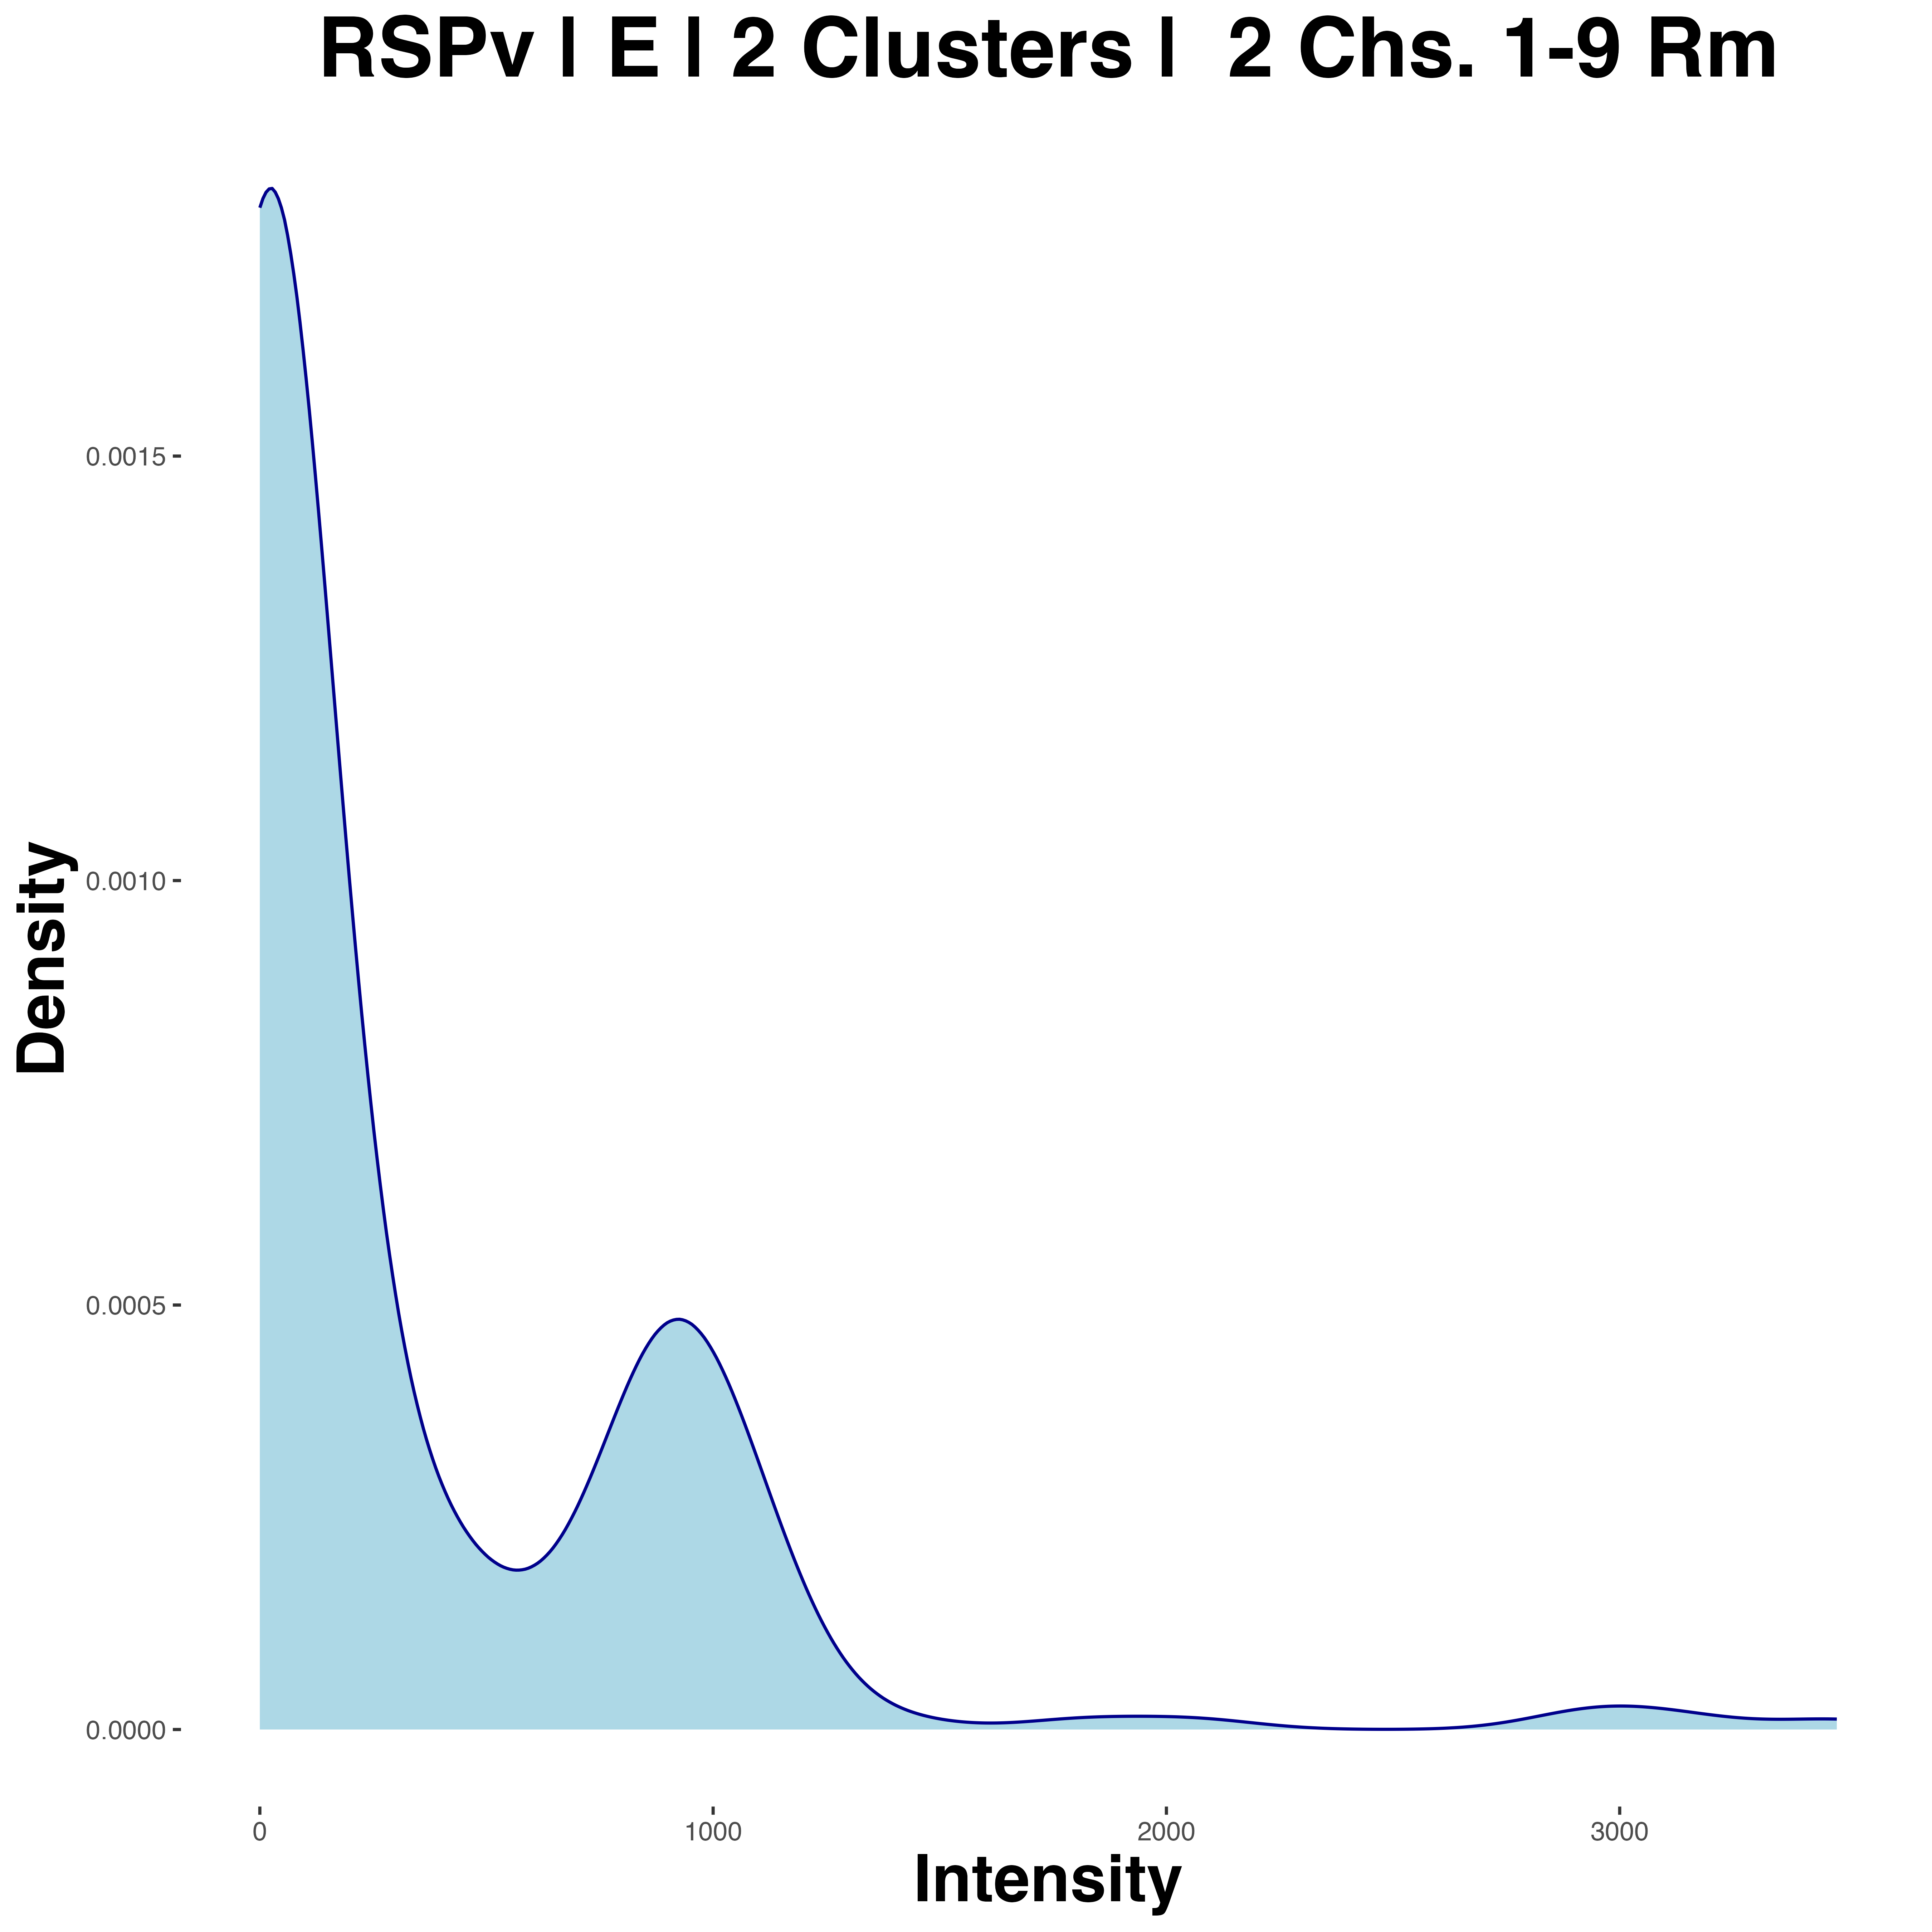 RSPv | E | 2 Clusters |  2 Chs. 1-9 Rm
Density
0.0015
0.0010
0.0005
0.0000
0 1000 2000 3000
Intensity